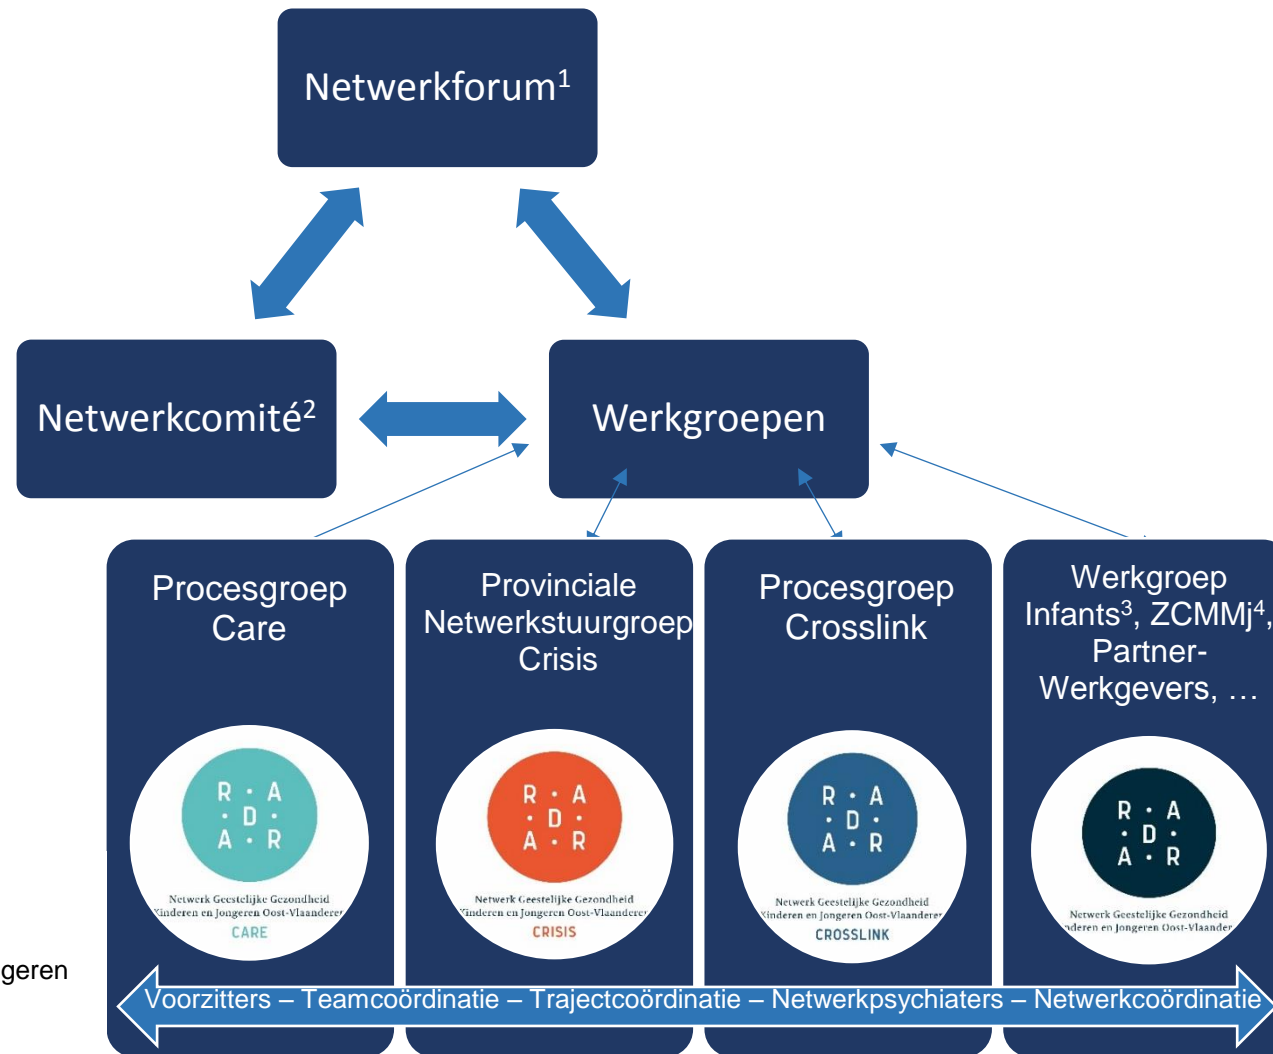 Netwerkforum¹
Netwerkcomité²
Werkgroepen
Procesgroep
Care
Provinciale
Netwerkstuurgroep
Crisis
Procesgroep
Crosslink
Werkgroep
Infants³, ZCMMj⁴,
Partner-
Werkgevers, …
R · A
· D ·
A · R
Netwerk Geestelijke Gezondheid
Kinderen en Jongeren Oost-Vlaanderen
CARE
R · A
· D ·
A · R
Netwerk Geestelijke Gezondheid
Kinderen en Jongeren Oost-Vlaanderen
CRISIS
R · A
· D ·
A · R
Netwerk Geestelijke Gezondheid
Kinderen en Jongeren Oost-Vlaanderen
CROSSLINK
R · A
· D ·
A · R
Netwerk Geestelijke Gezondheid
nderen en Jongeren Oost-Vlaander
geren
Voorzitters – Teamcoördinatie – Trajectcoördinatie – Netwerkpsychiaters – Netwerkcoördinatie